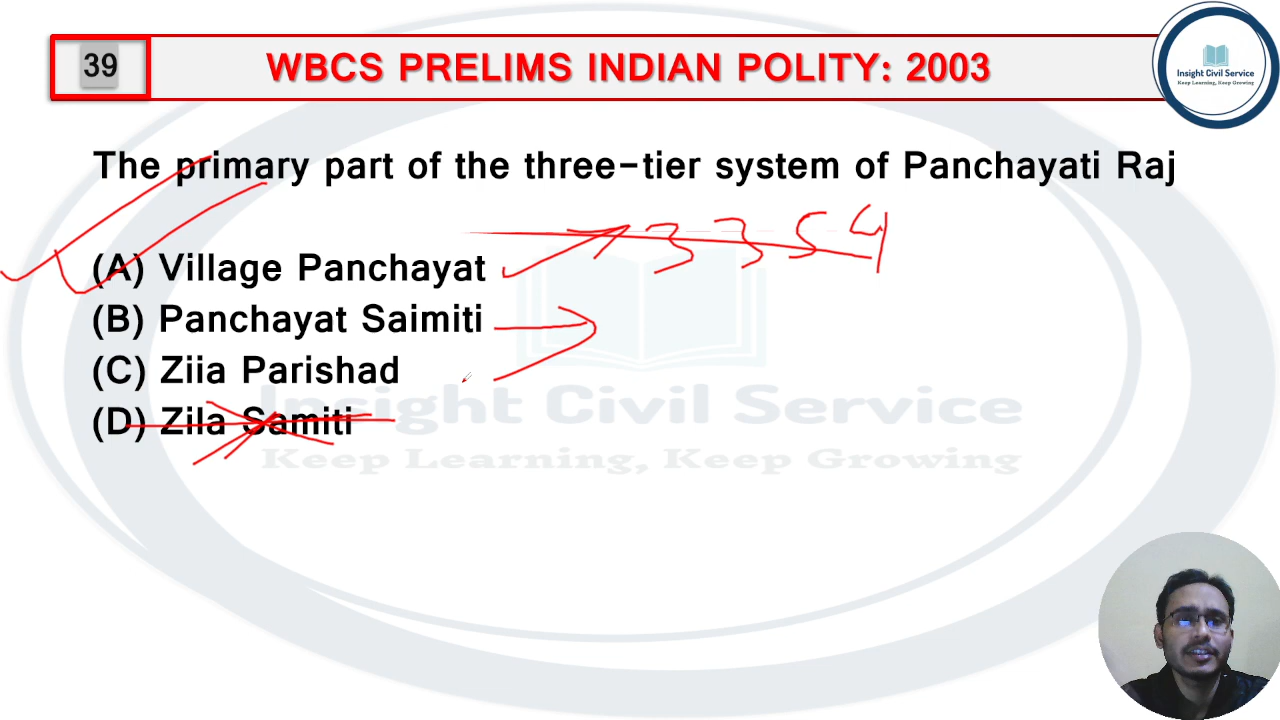 39
WBCS PRELIMS INDIAN POLITY: 2003
Insight Civil Service
Keep Learning, Keep Growing
The primary part of the three-tier system of Panchayati Raj
3354
(A) Village Panchayat
(B) Panchayat Saimiti
(C) Ziia Parishad
(D) Zila Samiti
Insight Civil Service
Keep Learning, Keep Growing